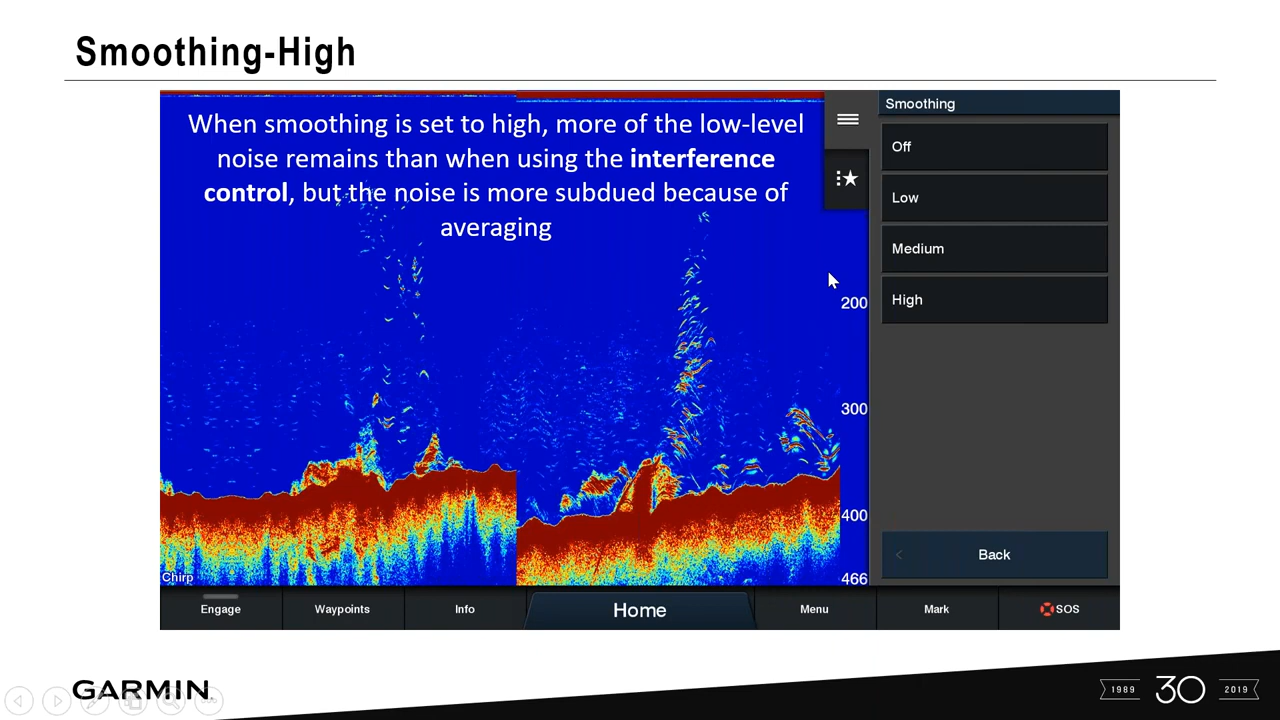 Smoothing-High
When smoothing is set to high, more of the low-level
noise remains than when using the interference
control, but the noise is more subdued because of
averaging
Smoothing
Off
Low
Medium
High
200
300
400
466
Back
Chirp
Engage
Waypoints
Info
Home
Menu
Mark
SOS
GARMIN.
1989
30
2019